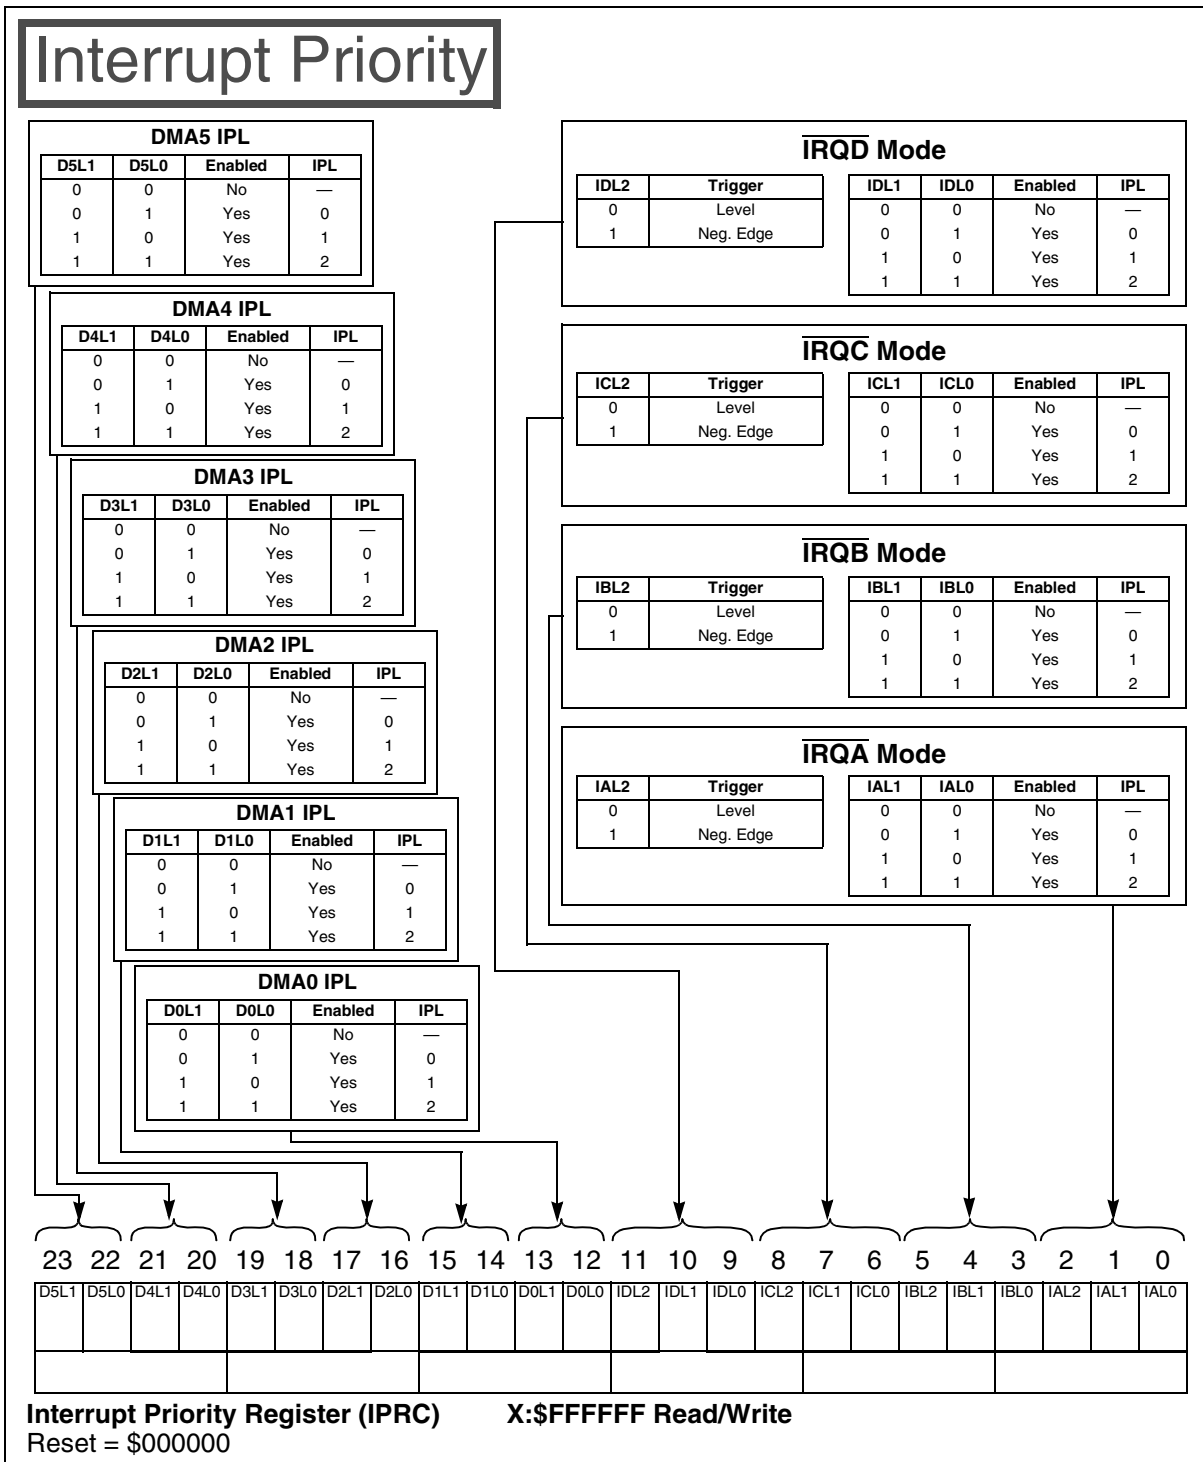 Interrupt Priority
DMA5 IPL
D5L1 D5L0 Enabled IPL
0 0 No —
0 1 Yes 0
1 0 Yes 1
1 1 Yes 2
DMA4 IPL
D4L1 D4L0 Enabled IPL
0 0 No —
0 1 Yes 0
1 0 Yes 1
1 1 Yes 2
DMA3 IPL
D3L1 D3L0 Enabled IPL
0 0 No —
0 1 Yes 0
1 0 Yes 1
1 1 Yes 2
DMA2 IPL
D2L1 D2L0 Enabled IPL
0 0 No —
0 1 Yes 0
1 0 Yes 1
1 1 Yes 2
DMA1 IPL
D1L1 D1L0 Enabled IPL
0 0 No —
0 1 Yes 0
1 0 Yes 1
1 1 Yes 2
DMA0 IPL
D0L1 D0L0 Enabled IPL
0 0 No —
0 1 Yes 0
1 0 Yes 1
1 1 Yes 2
IRQD Mode
IDL2 Trigger IDL1 IDL0 Enabled IPL
0 Level 0 0 No —
1 Neg. Edge 0 1 Yes 0
1 0 Yes 1
1 1 Yes 2
IRQC Mode
ICL2 Trigger ICL1 ICL0 Enabled IPL
0 Level 0 0 No —
1 Neg. Edge 0 1 Yes 0
1 0 Yes 1
1 1 Yes 2
IRQB Mode
IBL2 Trigger IBL1 IBL0 Enabled IPL
0 Level 0 0 No —
1 Neg. Edge 0 1 Yes 0
1 0 Yes 1
1 1 Yes 2
IRQA Mode
IAL2 Trigger IAL1 IAL0 Enabled IPL
0 Level 0 0 No —
1 Neg. Edge 0 1 Yes 0
1 0 Yes 1
1 1 Yes 2
23 22 21 20 19 18 17 16 15 14 13 12 11 10 9 8 7 6 5 4 3 2 1 0
D5L1 D5L0 D4L1 D4L0 D3L1 D3L0 D2L1 D2L0 D1L1 D1L0 D0L1 D0L0 IDL2 IDL1 IDL0 ICL2 ICL1 ICL0 IBL2 IBL1 IBL0 IAL2 IAL1 IAL0
Interrupt Priority Register (IPRC) X:$FFFFFF Read/Write
Reset = $000000